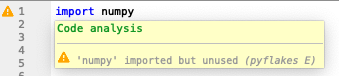 1 import numpy
2 Code analysis
3
4 'numpy' imported but unused (pyflakes E)
5